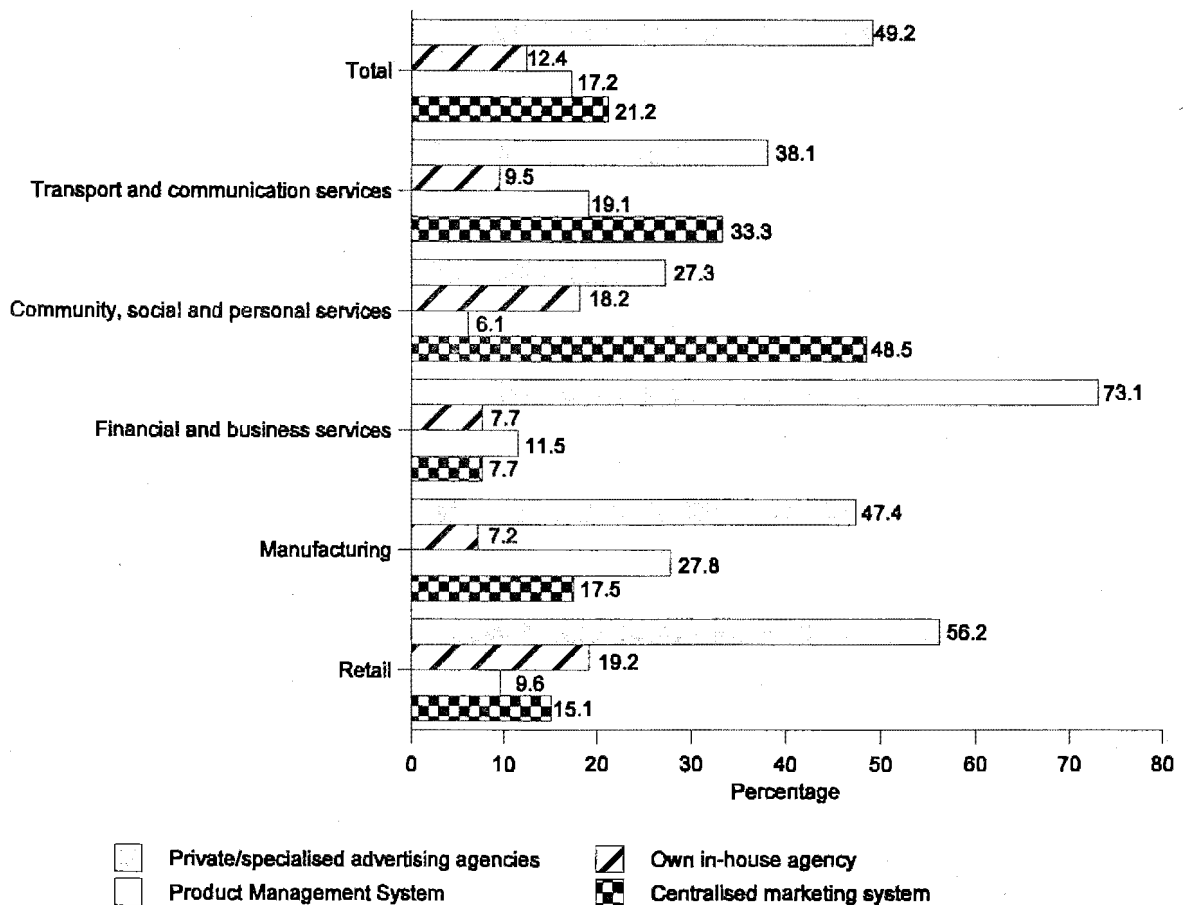 49.2
12.4
Total
17.2
21.2
38.1
9.5
Transport and communication services
19.1
33.3
27.3
18.2
Community, social and personal services
6.1
48.5
73.1
7.7
Financial and business services
11.5
7.7
47.4
7.2
Manufacturing
27.8
17.5
56.2
19.2
Retail
9.6
15.1
0 10 20 30 40 50 60 70 80
Percentage
Private/specialised advertising agencies Own in-house agency
Product Management System Centralised marketing system